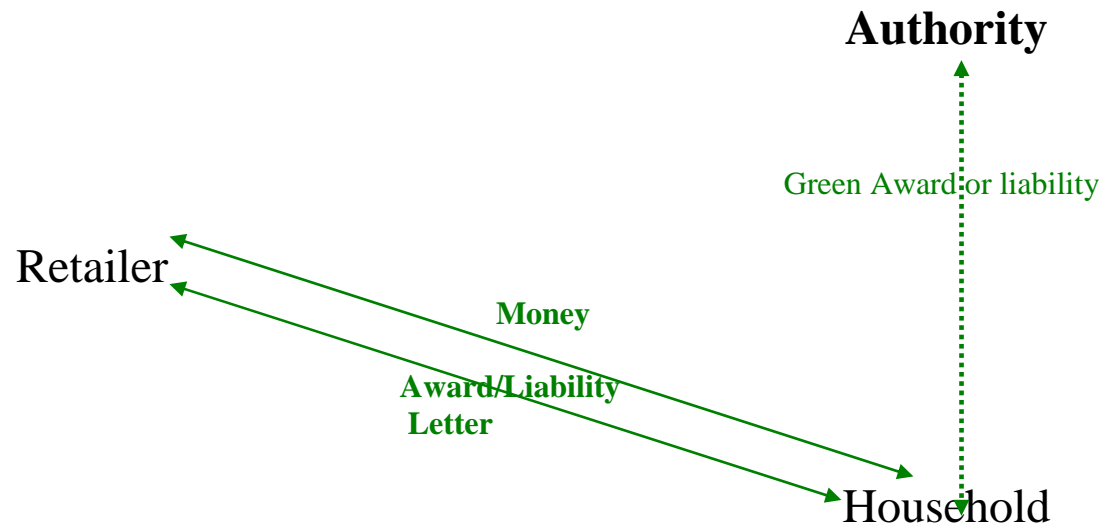 Authority
Green Award or liability
Retailer
Money
Award/Liability
Letter
Household